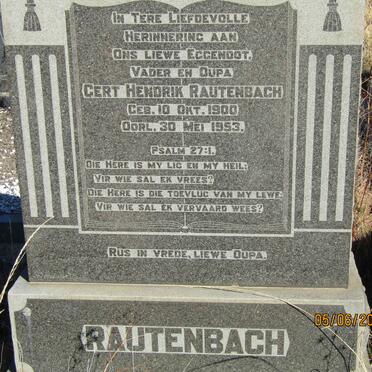 IN TERE LIEFDEVOLLE
HERINNERING AAN
ONS LIEWE EGGENOOT,
VADER EN OUPA
GERT HENDRIK RAUTENBACH
GEB. 10 OKT. 1900
OORL. 30 MEI 1953.
PSALM 27:1.
DIE HERE IS MY LIG EN MY HEIL;
VIR WIE SAL EK VREES?
DIE HERE IS DIE TOEVLUG VAN MY LEWE
VIR WIE SAL EK VERVAARD WEES?
RUS IN VREDE, LIEWE OUPA.
RAUTENBACH
05/06/20